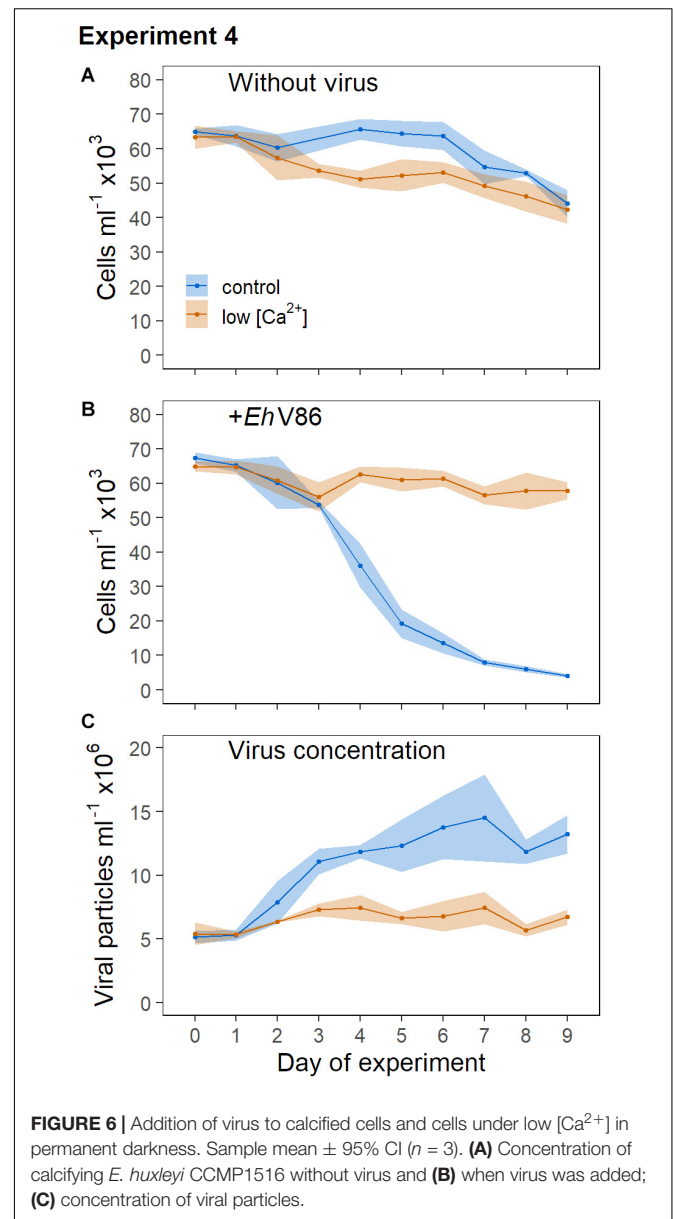 Experiment 4
A
Without virus
80
70
60
50
40
30
20
10
0
Cells ml⁻¹ x10³
control
low [Ca²⁺]
B
+EhV86
80
70
60
50
40
30
20
10
0
Cells ml⁻¹ x10³
C
Virus concentration
20
15
10
5
0
Viral particles ml⁻¹ x10⁶
0 1 2 3 4 5 6 7 8 9
Day of experiment
FIGURE 6 | Addition of virus to calcified cells and cells under low [Ca²⁺] in
permanent darkness. Sample mean ± 95% CI (n = 3). (A) Concentration of
calcifying E. huxleyi CCMP1516 without virus and (B) when virus was added;
(C) concentration of viral particles.